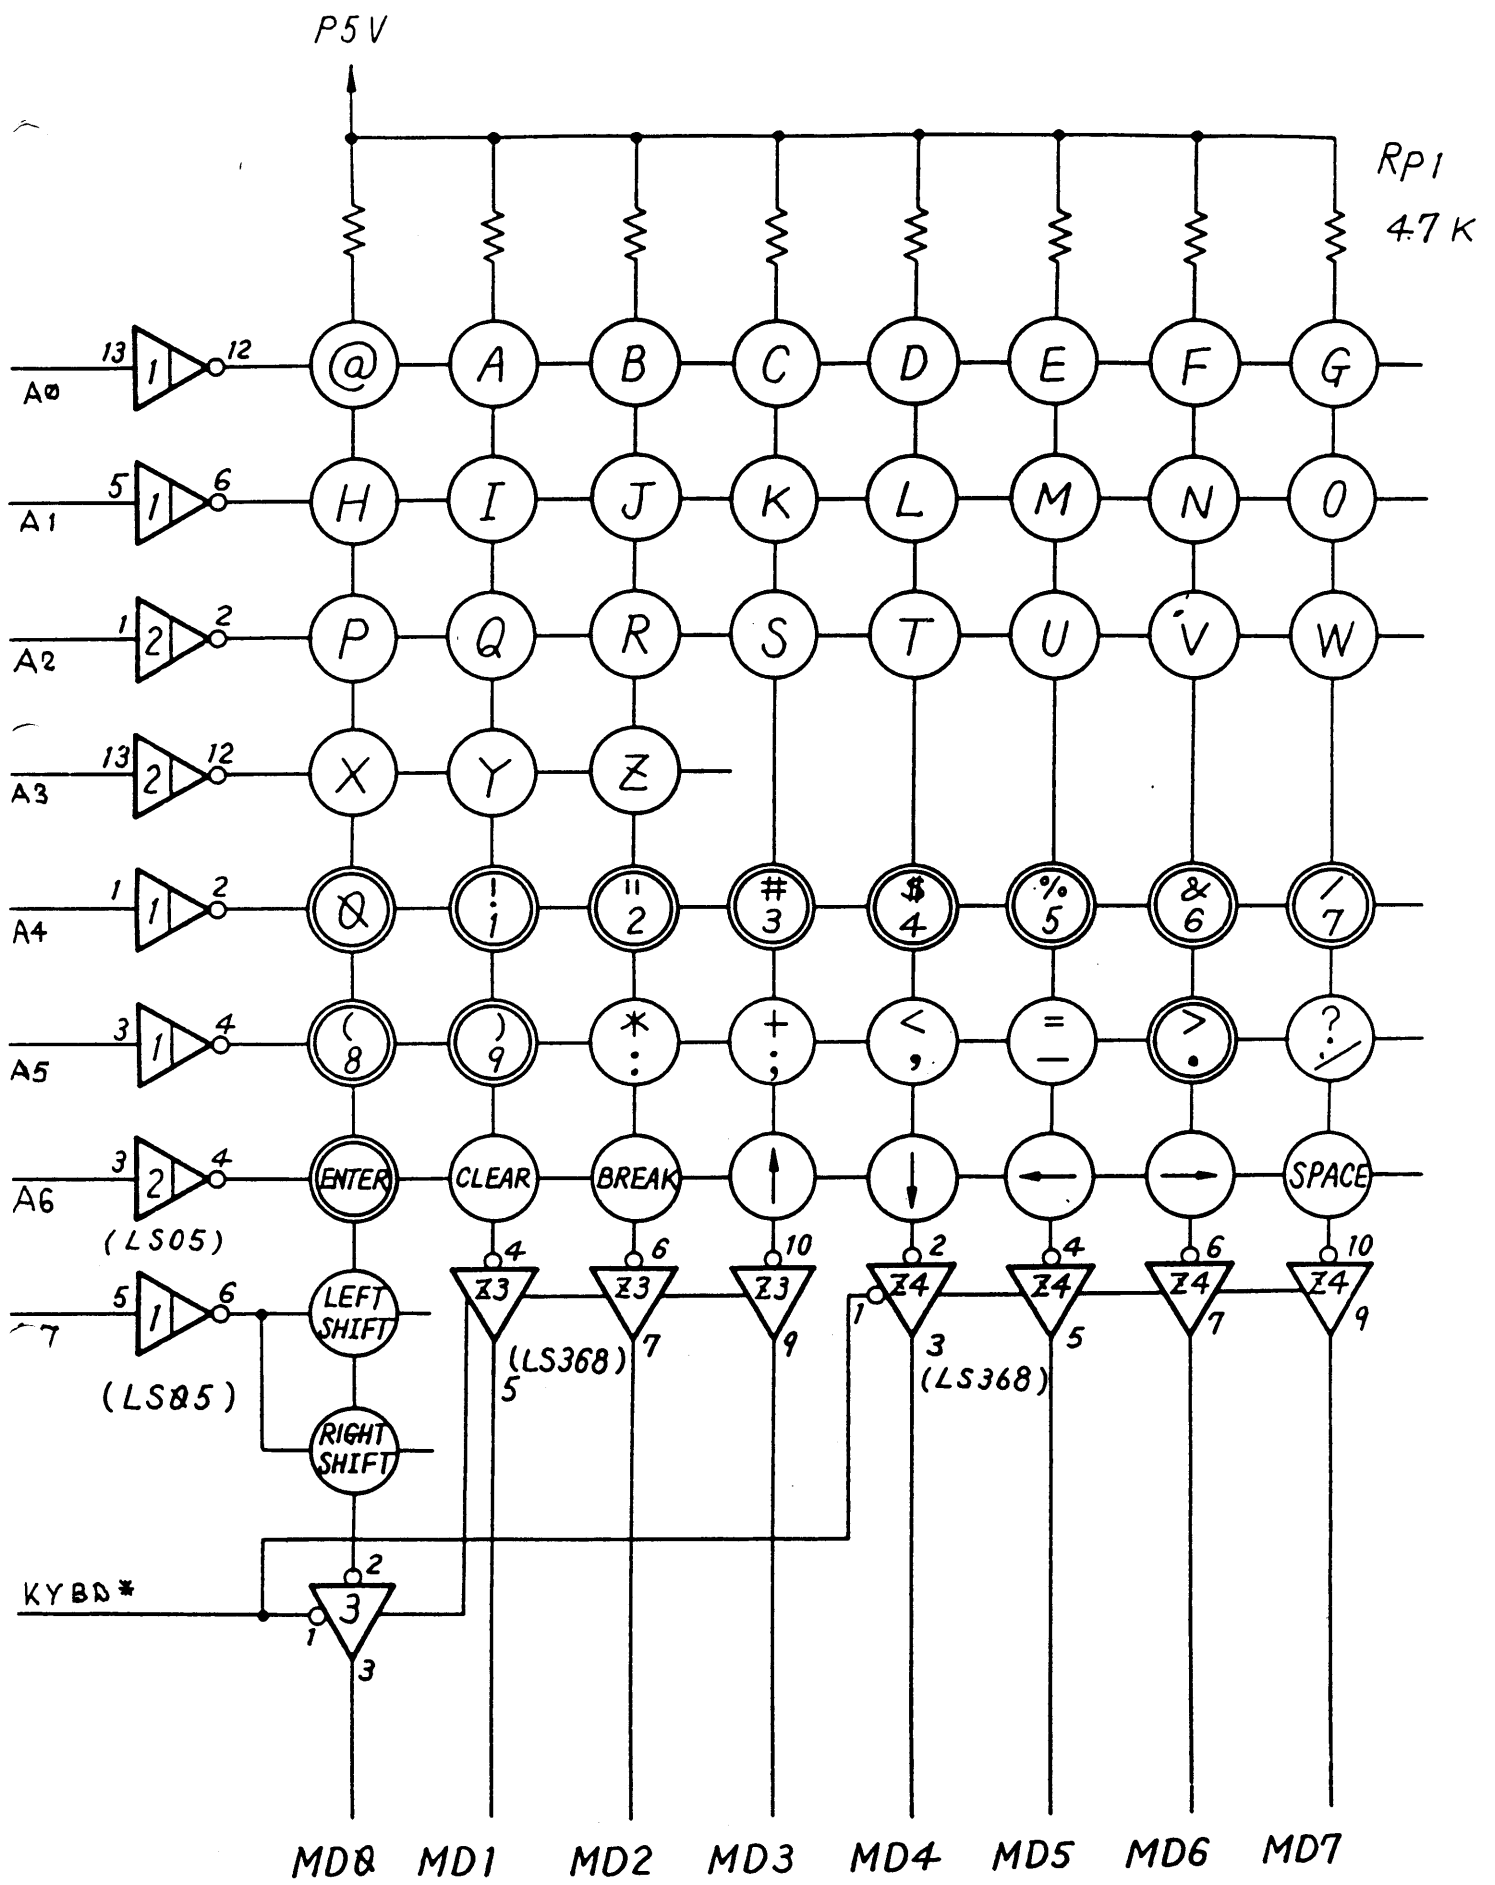 P5V
RP1
4.7K
13 1 12 @ A B C D E F G
A0
5 1 6 H I J K L M N O
A1
1 2 2 P Q R S T U V W
A2
13 2 12 X Y Z
A3
1 1 2 0 ! 1 " 2 # 3 $ 4 % 5 & 6 / 7
A4
3 1 4 ( 8 ) 9 * : + ; < , = – > . ? /
A5
3 2 4 ENTER CLEAR BREAK ↑ ↓ ← → SPACE
A6
(LS05)
4 6 10 2 4 6 10
5 1 6 LEFT SHIFT Z3 Z3 Z3 1 Z4 Z4 Z4 Z4
7
5 7 9 3 5 7 9
(LS368) (LS368)
(LS05)
RIGHT SHIFT
KYBD*
2
1 3
3
MD0 MD1 MD2 MD3 MD4 MD5 MD6 MD7